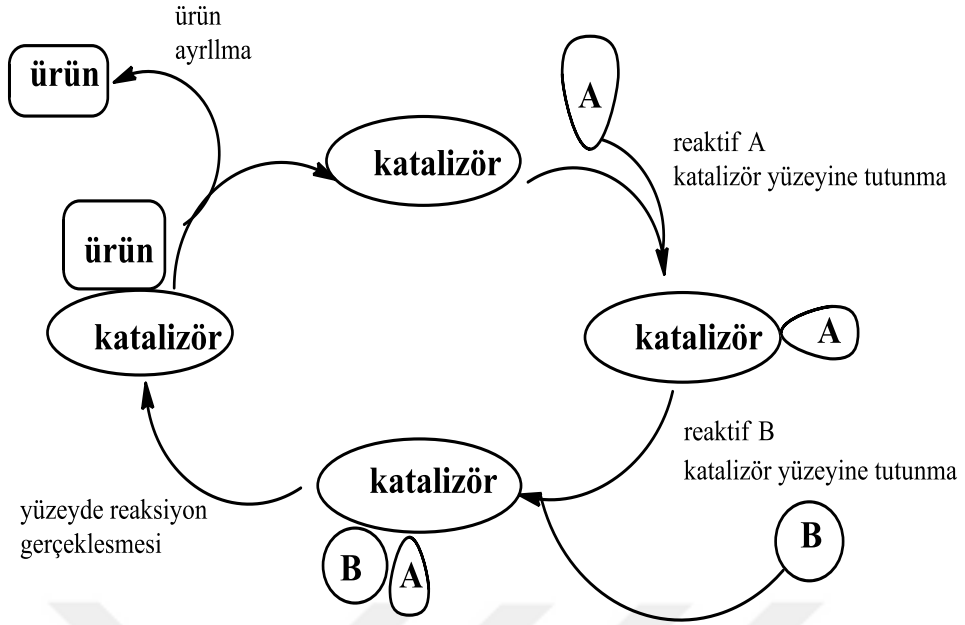 ürün
ayrllma
ürün
katalizör
A
reaktif A
katalizör yüzeyine tutunma
ürün
katalizör
katalizör
A
reaktif B
katalizör yüzeyine tutunma
katalizör
B
A
B
yüzeyde reaksiyon
gerçeklesmesi